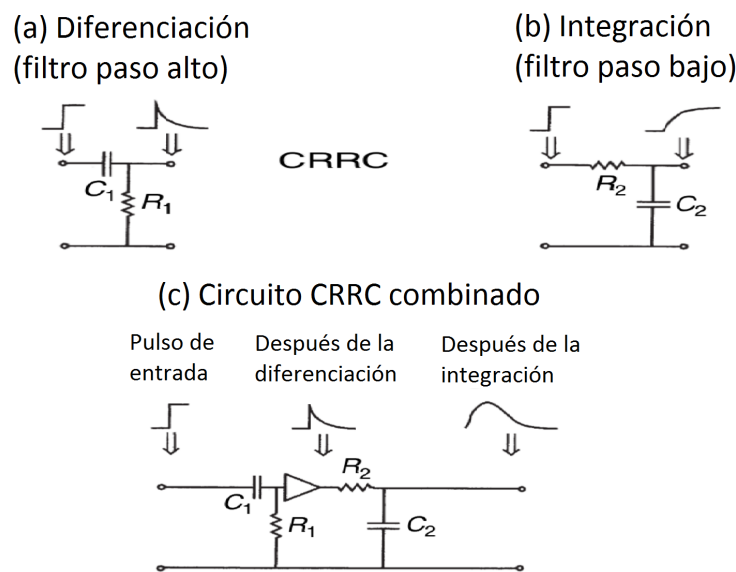 (a) Diferenciación
(filtro paso alto)
(b) Integración
(filtro paso bajo)
CRRC
C1
R1
R2
C2
(c) Circuito CRRC combinado
Pulso de
entrada
Después de la
diferenciación
Después de la
integración
R2
C1
R1
C2